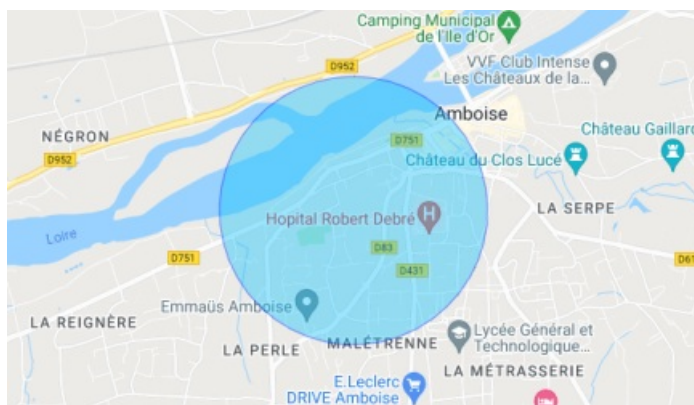 Camping Municipal
de l'Ile d'Or
D952
VVF Club Intense
Les Châteaux de la...
Amboise
NÉGRON
D751
Château Gaillard
D952
Château du Clos Lucé
LA SERPE
Hopital Robert Debré
H
Loire
D83
D751
D431
D61
Emmaüs Amboise
LA REIGNÈRE
MALÉTRENNE
Lycée Général et
Technologique...
LA PERLE
LA MÉTRASSERIE
E.Leclerc
DRIVE Amboise